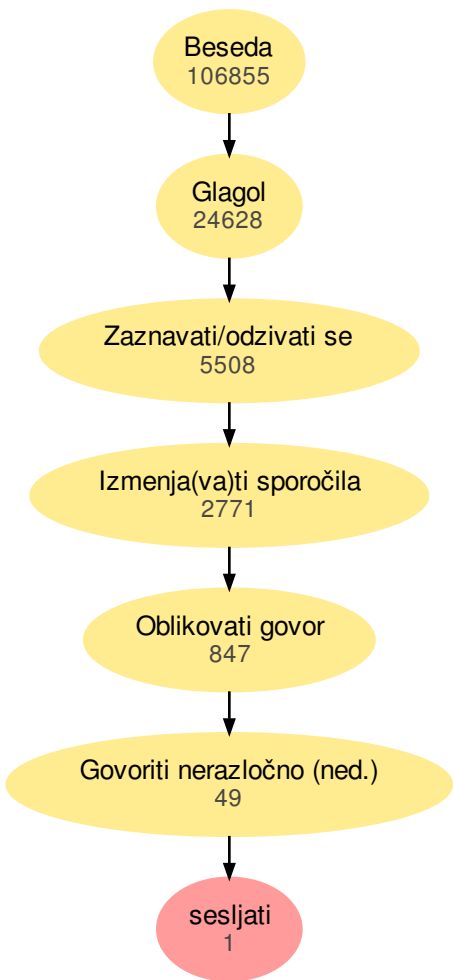 Beseda
106855
Glagol
24628
Zaznavati/odzivati se
5508
Izmenja(va)ti sporočila
2771
Oblikovati govor
847
Govoriti nerazločno (ned.)
49
sesljati
1